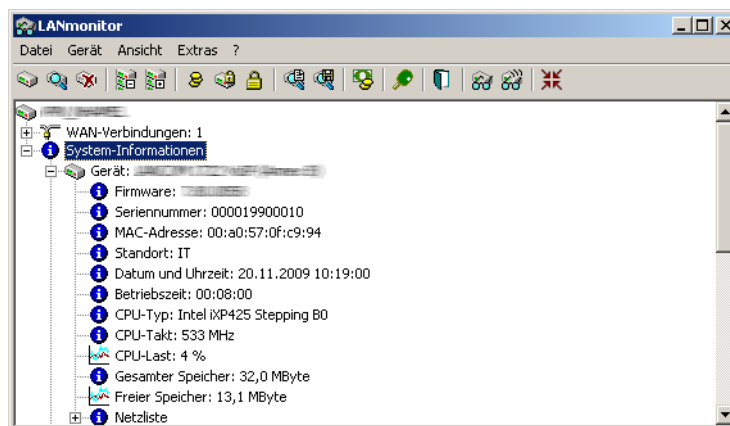 LANmonitor
Datei Gerät Ansicht Extras ?
WAN-Verbindungen: 1
System-Informationen
Gerät:
Firmware:
Seriennummer: 000019900010
MAC-Adresse: 00:a0:57:0f:c9:94
Standort: IT
Datum und Uhrzeit: 20.11.2009 10:19:00
Betriebszeit: 00:08:00
CPU-Typ: Intel iXP425 Stepping B0
CPU-Takt: 533 MHz
CPU-Last: 4 %
Gesamter Speicher: 32,0 MByte
Freier Speicher: 13,1 MByte
Netzliste